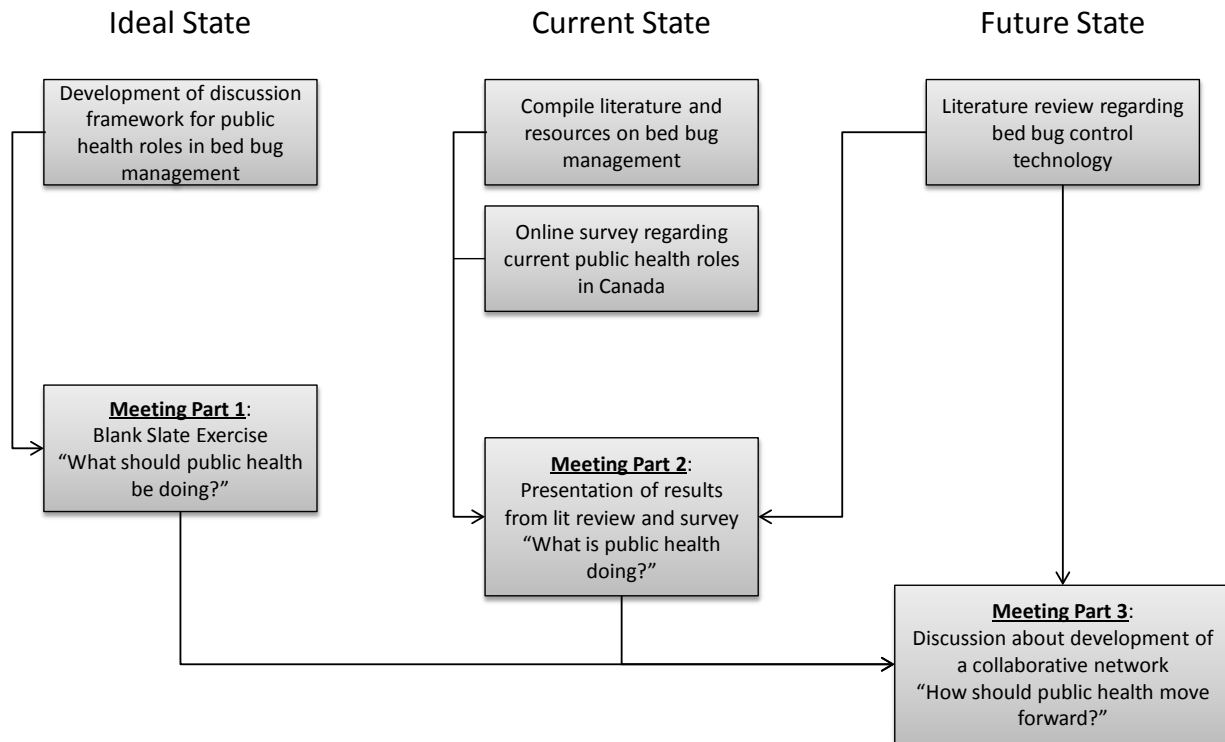 Ideal State
Current State
Future State
Development of discussion
framework for public
health roles in bed bug
management
Compile literature and
resources on bed bug
management
Literature review regarding
bed bug control
technology
Online survey regarding
current public health roles
in Canada
Meeting Part 1:
Blank Slate Exercise
“What should public health
be doing?”
Meeting Part 2:
Presentation of results
from lit review and survey
“What is public health
doing?”
Meeting Part 3:
Discussion about development of
a collaborative network
“How should public health move
forward?”